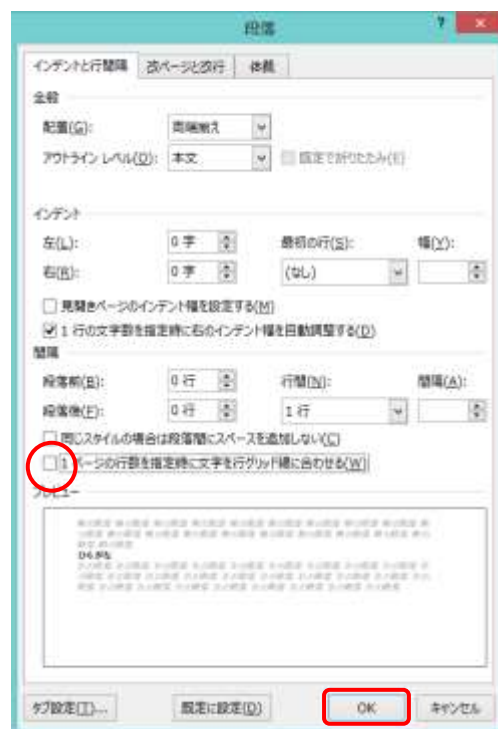 段落
? ×
インデントと行間隔 改ページと改行 体裁
全般
配置(G): 両端揃え
アウトライン レベル(O): 本文 既定で折りたたみ(E)
インデント
左(L): 0 字 最初の行(S): 幅(Y):
右(R): 0 字 (なし)
見開きページのインデント幅を設定する(M)
1 行の文字数を指定時に右のインデント幅を自動調整する(D)
間隔
段落前(B): 0 行 行間(N): 間隔(A):
段落後(F): 0 行 1 行
同じスタイルの場合は段落間にスペースを追加しない(C)
1 ページの行数を指定時に文字を行グリッド線に合わせる(W)
プレビュー
ひらがな
タブ設定(T)... 既定に設定(D) OK キャンセル